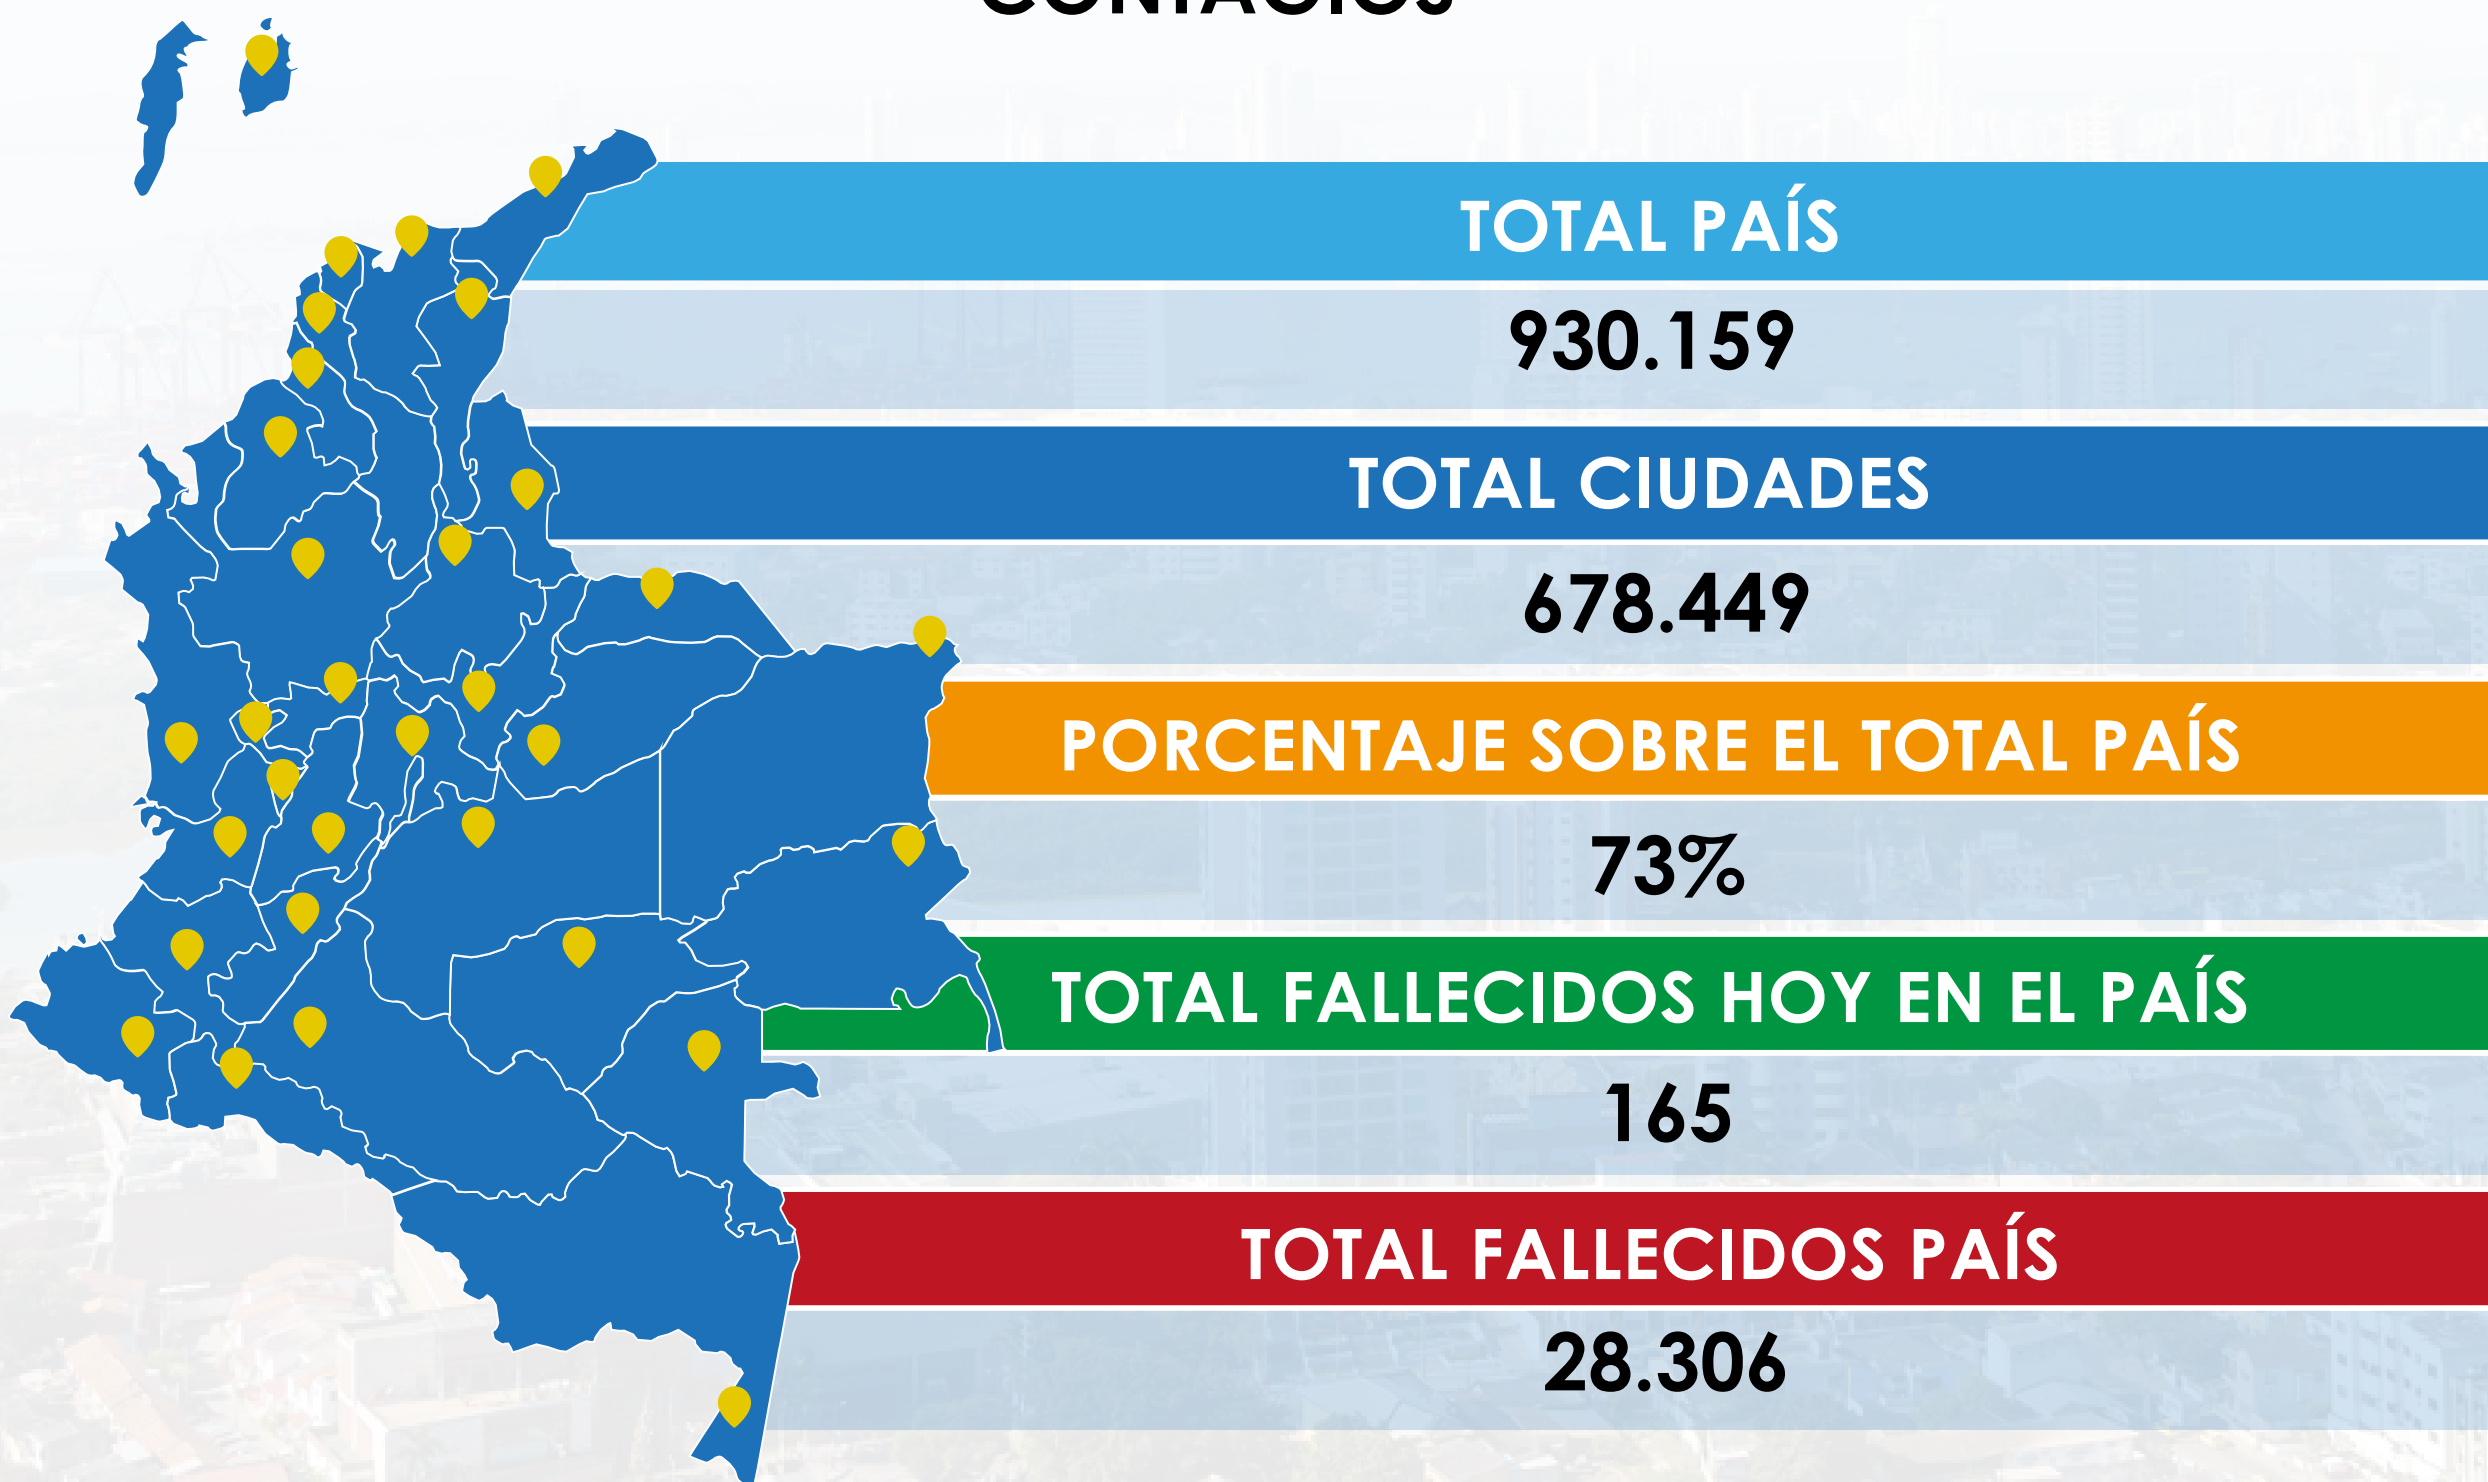 CONTAGIOS
TOTAL PAÍS
930.159
TOTAL CIUDADES
678.449
PORCENTAJE SOBRE EL TOTAL PAÍS
73%
TOTAL FALLECIDOS HOY EN EL PAÍS
165
TOTAL FALLECIDOS PAÍS
28.306